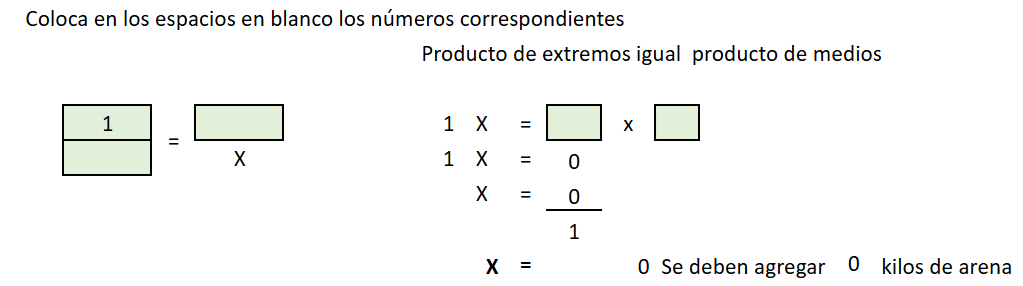 Coloca en los espacios en blanco los números correspondientes
Producto de extremos igual producto de medios
1 = 1 X = x
X 1 X = 0
X = 0
1
X = 0 Se deben agregar 0 kilos de arena